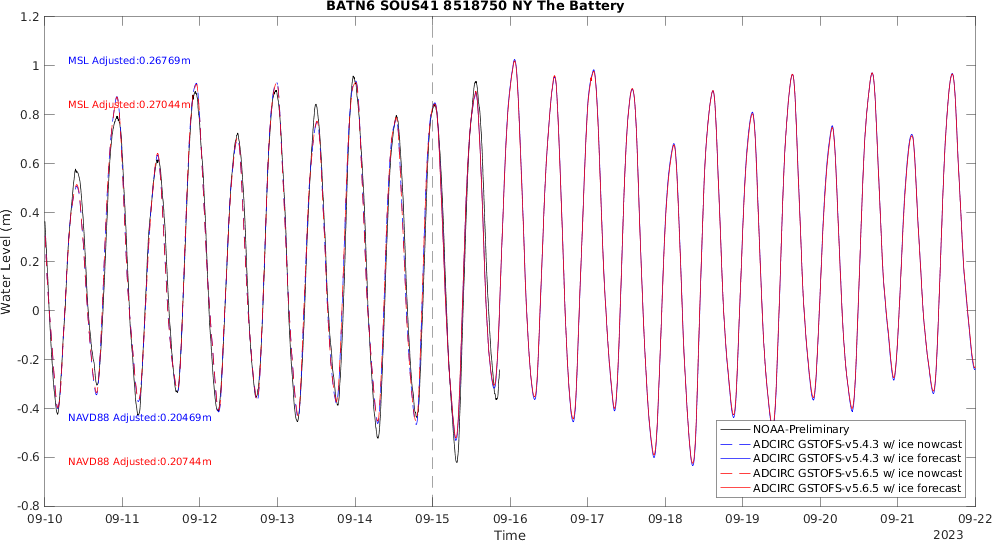 BATN6 SOUS41 8518750 NY The Battery
1.2
1
0.8
0.6
0.4
0.2
0
-0.2
-0.4
-0.6
-0.8
Water Level (m)
MSL Adjusted:0.26769m
MSL Adjusted:0.27044m
NAVD88 Adjusted:0.20469m
NAVD88 Adjusted:0.20744m
NOAA-Preliminary
ADCIRC GSTOFS-v5.4.3 w/ ice nowcast
ADCIRC GSTOFS-v5.4.3 w/ ice forecast
ADCIRC GSTOFS-v5.6.5 w/ ice nowcast
ADCIRC GSTOFS-v5.6.5 w/ ice forecast
09-10 09-11 09-12 09-13 09-14 09-15 09-16 09-17 09-18 09-19 09-20 09-21 09-22
Time
2023